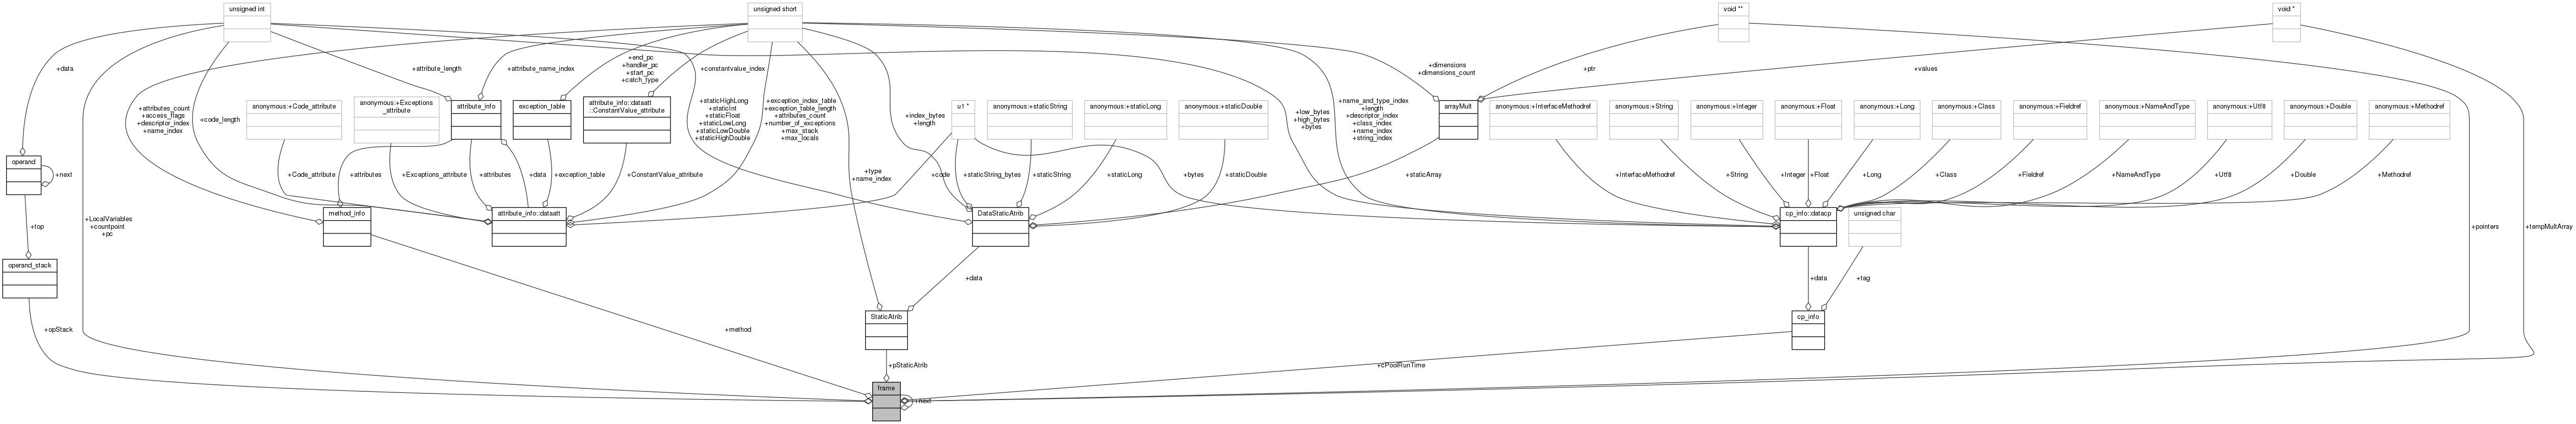 unsigned int
unsigned short
void **
void *
+data
+attribute_length
+attribute_name_index
+end_pc
+handler_pc
+start_pc
+catch_type
+constantvalue_index
+dimensions
+dimensions_count
+ptr
+values
anonymous:+Code_attribute
anonymous:+Exceptions
_attribute
attribute_info
exception_table
attribute_info::dataatt
::ConstantValue_attribute
u1 *
anonymous:+staticString
anonymous:+staticLong
anonymous:+staticDouble
arrayMult
anonymous:+InterfaceMethodref
anonymous:+String
anonymous:+Integer
anonymous:+Float
anonymous:+Long
anonymous:+Class
anonymous:+Fieldref
anonymous:+NameAndType
anonymous:+Utf8
anonymous:+Double
anonymous:+Methodref
+attributes_count
+access_flags
+descriptor_index
+name_index
+code_length
+staticHighLong
+staticInt
+staticFloat
+staticLowLong
+staticLowDouble
+staticHighDouble
+exception_index_table
+exception_table_length
+attributes_count
+number_of_exceptions
+max_stack
+max_locals
+index_bytes
+length
+low_bytes
+high_bytes
+bytes
+name_and_type_index
+length
+descriptor_index
+class_index
+name_index
+string_index
operand
+next
+Code_attribute
+attributes
+Exceptions_attribute
+attributes
+data
+exception_table
+ConstantValue_attribute
+type
+name_index
+code
+staticString_bytes
+staticString
+staticLong
+bytes
+staticDouble
+staticArray
+InterfaceMethodref
+String
+Integer
+Float
+Long
+Class
+Fieldref
+NameAndType
+Utf8
+Double
+Methodref
+top
+LocalVariables
+countpoint
+pc
method_info
attribute_info::dataatt
DataStaticAtrib
cp_info::datacp
unsigned char
+pointers
+tempMultArray
operand_stack
+data
+data
+tag
StaticAtrib
cp_info
+opStack
+method
+pStaticAtrib
+cPoolRunTime
frame
+next